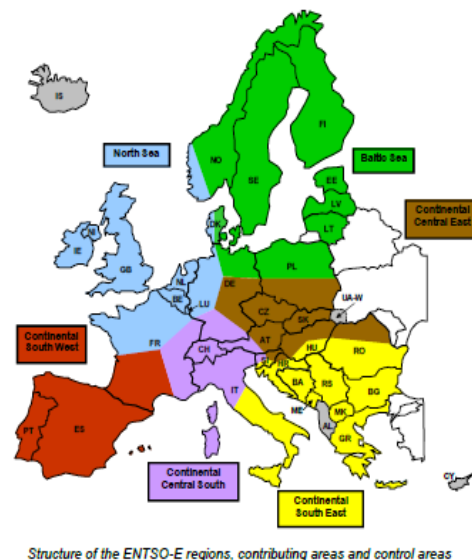 IS
FI
NO
SE
North Sea
Baltic Sea
EE
LV
LT
Continental
Central East
DK
NI
IE
GB
NL
BE
DE
PL
LU
UA-W
CZ
SK
Continental
South West
FR
CH
AT
HU
RO
SI
HR
IT
BA
RS
BG
PT
ES
ME
MK
AL
GR
CY
Continental
Central South
Continental
South East
Structure of the ENTSO-E regions, contributing areas and control areas